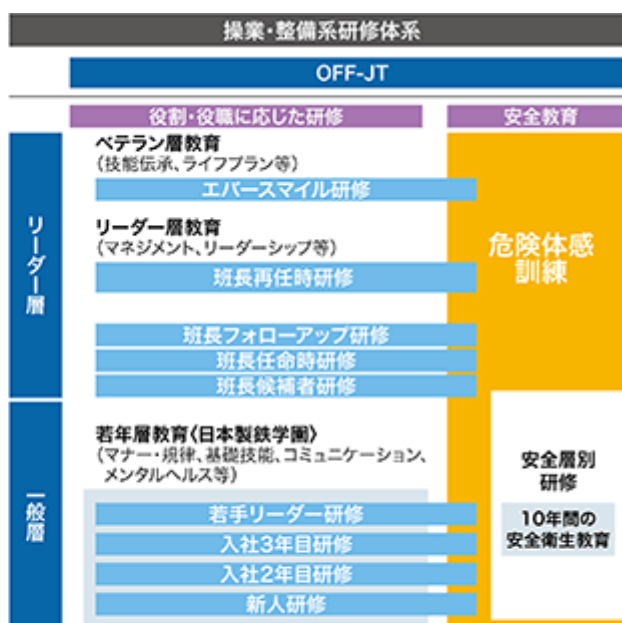 操業・整備系研修体系
OFF-JT
役割・役職に応じた研修
安全教育
リーダー層
ベテラン層教育
(技能伝承、ライフプラン等)
エバースマイル研修
リーダー層教育
(マネジメント、リーダーシップ等)
班長再任時研修
班長フォローアップ研修
班長任命時研修
班長候補者研修
危険体感
訓練
一般層
若年層教育〈日本製鉄学園〉
(マナー・規律、基礎技能、コミュニケーション、
メンタルヘルス等)
若手リーダー研修
入社3年目研修
入社2年目研修
新人研修
安全層別
研修
10年間の
安全衛生教育